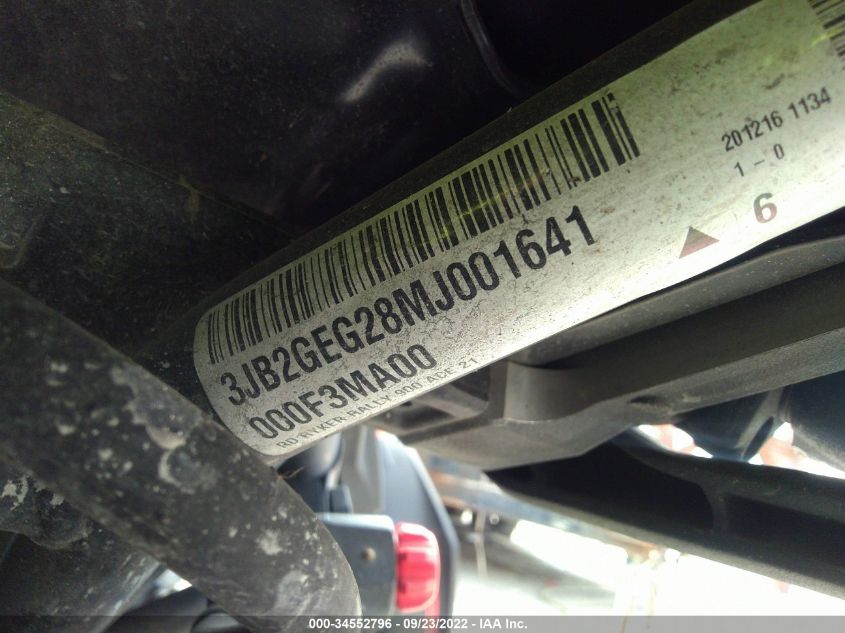 3JB2GEG28MJ001641
000F3MA00
RD RYKER RALLY 900 ACE 21
201216 1134
1 - 0
6
000-34552796 - 09/23/2022 - IAA Inc.